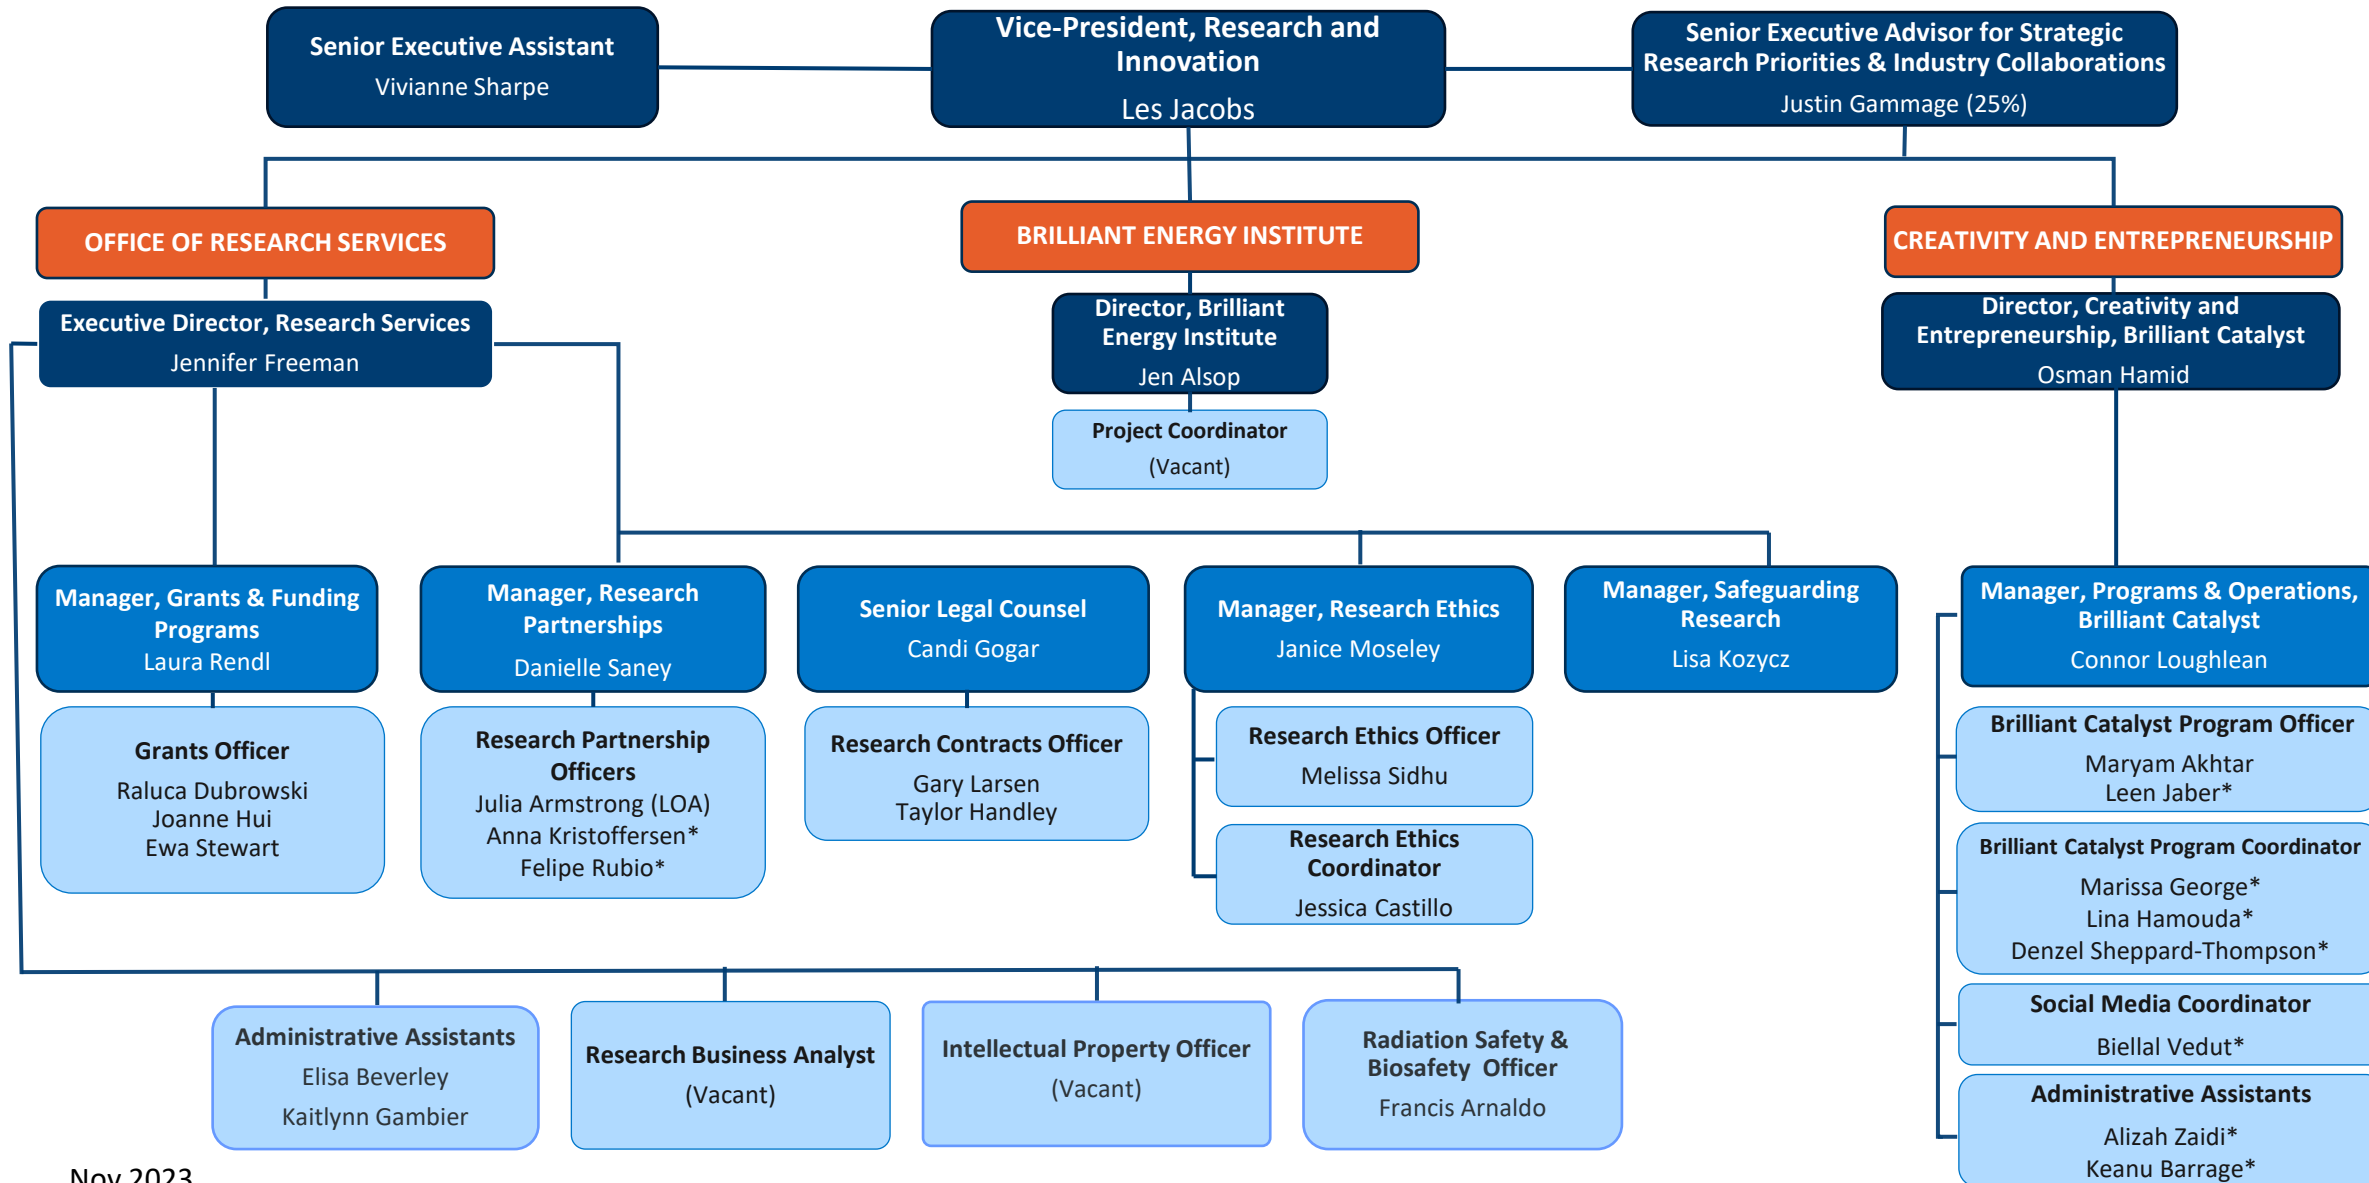 Senior Executive Assistant
Vivianne Sharpe
Vice-President, Research and
Innovation
Les Jacobs
Senior Executive Advisor for Strategic
Research Priorities & Industry Collaborations
Justin Gammage (25%)
OFFICE OF RESEARCH SERVICES
BRILLIANT ENERGY INSTITUTE
CREATIVITY AND ENTREPRENEURSHIP
Executive Director, Research Services
Jennifer Freeman
Director, Brilliant
Energy Institute
Jen Alsop
Director, Creativity and
Entrepreneurship, Brilliant Catalyst
Osman Hamid
Project Coordinator
(Vacant)
Manager, Grants & Funding
Programs
Laura Rendl
Manager, Research
Partnerships
Danielle Saney
Senior Legal Counsel
Candi Gogar
Manager, Research Ethics
Janice Moseley
Manager, Safeguarding
Research
Lisa Kozycz
Manager, Programs & Operations,
Brilliant Catalyst
Connor Loughlean
Grants Officer
Raluca Dubrowski
Joanne Hui
Ewa Stewart
Research Partnership
Officers
Julia Armstrong (LOA)
Anna Kristoffersen*
Felipe Rubio*
Research Contracts Officer
Gary Larsen
Taylor Handley
Research Ethics Officer
Melissa Sidhu
Research Ethics
Coordinator
Jessica Castillo
Brilliant Catalyst Program Officer
Maryam Akhtar
Leen Jaber*
Brilliant Catalyst Program Coordinator
Marissa George*
Lina Hamouda*
Denzel Sheppard-Thompson*
Social Media Coordinator
Biellal Vedut*
Administrative Assistants
Alizah Zaidi*
Keanu Barrage*
Administrative Assistants
Elisa Beverley
Kaitlynn Gambier
Research Business Analyst
(Vacant)
Intellectual Property Officer
(Vacant)
Radiation Safety &
Biosafety Officer
Francis Arnaldo
Nov 2023